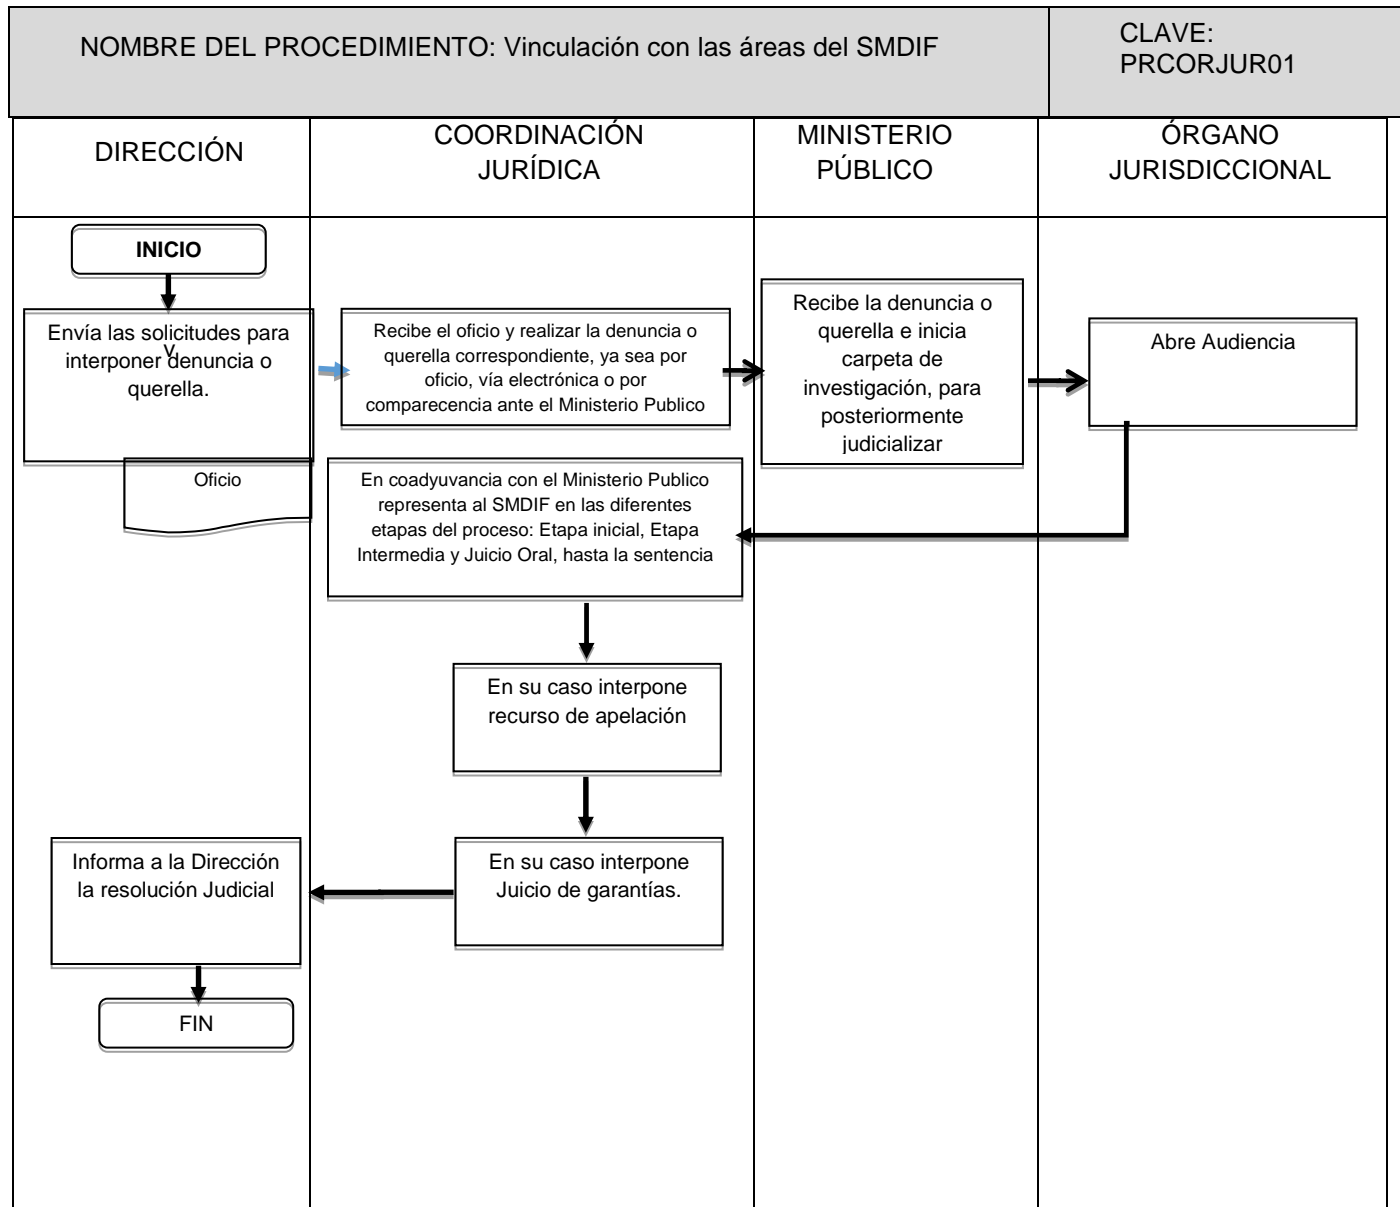 NOMBRE DEL PROCEDIMIENTO: Vinculación con las áreas del SMDIF
CLAVE:
PRCORJUR01
DIRECCIÓN
COORDINACIÓN
JURÍDICA
MINISTERIO
PÚBLICO
ÓRGANO
JURISDICCIONAL
INICIO
Envía las solicitudes para
interponer denuncia o
querella.
v
Oficio
Recibe el oficio y realizar la denuncia o
querella correspondiente, ya sea por
oficio, vía electrónica o por
comparecencia ante el Ministerio Publico
Recibe la denuncia o
querella e inicia
carpeta de
investigación, para
posteriormente
judicializar
Abre Audiencia
En coadyuvancia con el Ministerio Publico
representa al SMDIF en las diferentes
etapas del proceso: Etapa inicial, Etapa
Intermedia y Juicio Oral, hasta la sentencia
En su caso interpone
recurso de apelación
En su caso interpone
Juicio de garantías.
Informa a la Dirección
la resolución Judicial
FIN